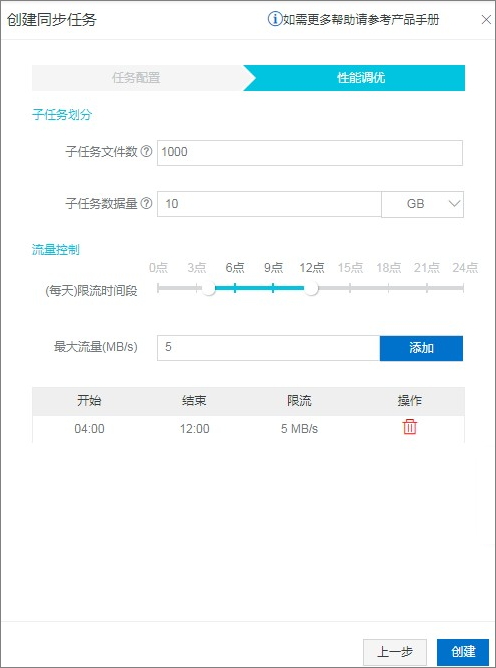 创建同步任务
如需更多帮助请参考产品手册
任务配置 性能调优
子任务划分
子任务文件数 1000
子任务数据量 10 GB
流量控制
0点 3点 6点 9点 12点 15点 18点 21点 24点
(每天)限流时间段
最大流量(MB/s) 5 添加
开始 结束 限流 操作
04:00 12:00 5 MB/s
上一步 创建